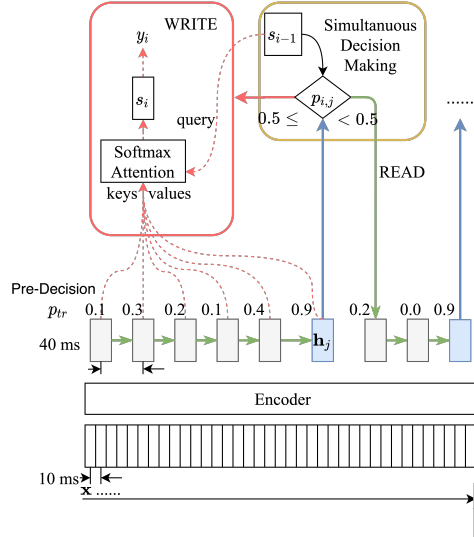 WRITE
y_i
s_i
Softmax
Attention
keys values
query
s_{i-1}
Simultanuous
Decision
Making
p_{i,j}
0.5 ≤
< 0.5
READ
......
Pre-Decision
p_{tr}
0.1 0.3 0.2 0.1 0.4 0.9 0.2 0.0 0.9
40 ms
h_j
Encoder
10 ms
x ......